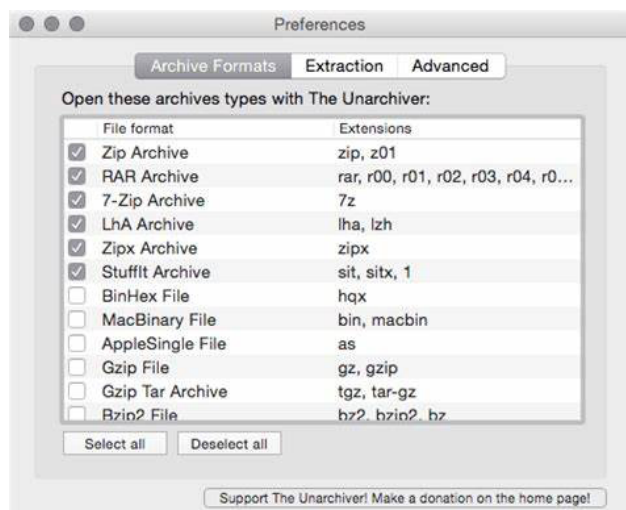 Preferences
Archive Formats Extraction Advanced
Open these archives types with The Unarchiver:
File format Extensions
Zip Archive zip, z01
RAR Archive rar, r00, r01, r02, r03, r04, r0...
7-Zip Archive 7z
LhA Archive lha, lzh
Zipx Archive zipx
StuffIt Archive sit, sitx, 1
BinHex File hqx
MacBinary File bin, macbin
AppleSingle File as
Gzip File gz, gzip
Gzip Tar Archive tgz, tar-gz
Bzip2 File bz2, bzip2, bz
Select all Deselect all
Support The Unarchiver! Make a donation on the home page!